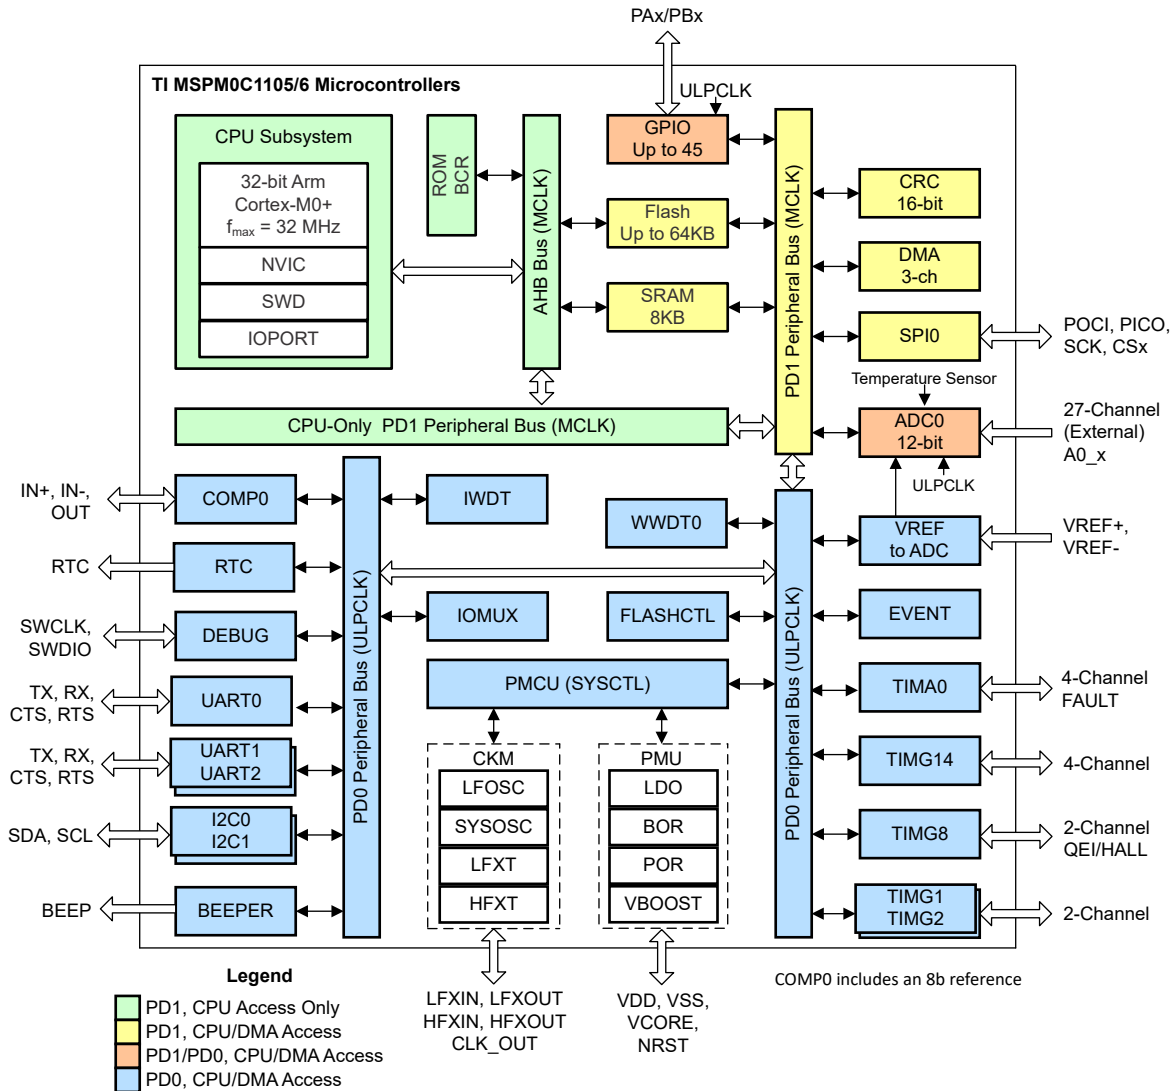 PAx/PBx
TI MSPM0C1105/6 Microcontrollers
ULPCLK
CPU Subsystem
32-bit Arm
Cortex-M0+
fmax = 32 MHz
NVIC
SWD
IOPORT
ROM
BCR
AHB Bus (MCLK)
GPIO
Up to 45
Flash
Up to 64KB
SRAM
8KB
PD1 Peripheral Bus (MCLK)
CRC
16-bit
DMA
3-ch
SPI0
POCI, PICO,
SCK, CSx
Temperature Sensor
ADC0
12-bit
27-Channel
(External)
A0_x
ULPCLK
CPU-Only PD1 Peripheral Bus (MCLK)
IN+, IN-,
OUT
COMP0
RTC
RTC
SWCLK,
SWDIO
DEBUG
TX, RX,
CTS, RTS
UART0
TX, RX,
CTS, RTS
UART1
UART2
SDA, SCL
I2C0
I2C1
BEEP
BEEPER
PD0 Peripheral Bus (ULPCLK)
IWDT
IOMUX
WWDT0
FLASHCTL
PMCU (SYSCTL)
CKM
LFOSC
SYSOSC
LFXT
HFXT
PMU
LDO
BOR
POR
VBOOST
PD0 Peripheral Bus (ULPCLK)
VREF
to ADC
VREF+,
VREF-
EVENT
TIMA0
4-Channel
FAULT
TIMG14
4-Channel
TIMG8
2-Channel
QEI/HALL
TIMG1
TIMG2
2-Channel
Legend
PD1, CPU Access Only
PD1, CPU/DMA Access
PD1/PD0, CPU/DMA Access
PD0, CPU/DMA Access
LFXIN, LFXOUT
HFXIN, HFXOUT
CLK_OUT
VDD, VSS,
VCORE,
NRST
COMP0 includes an 8b reference